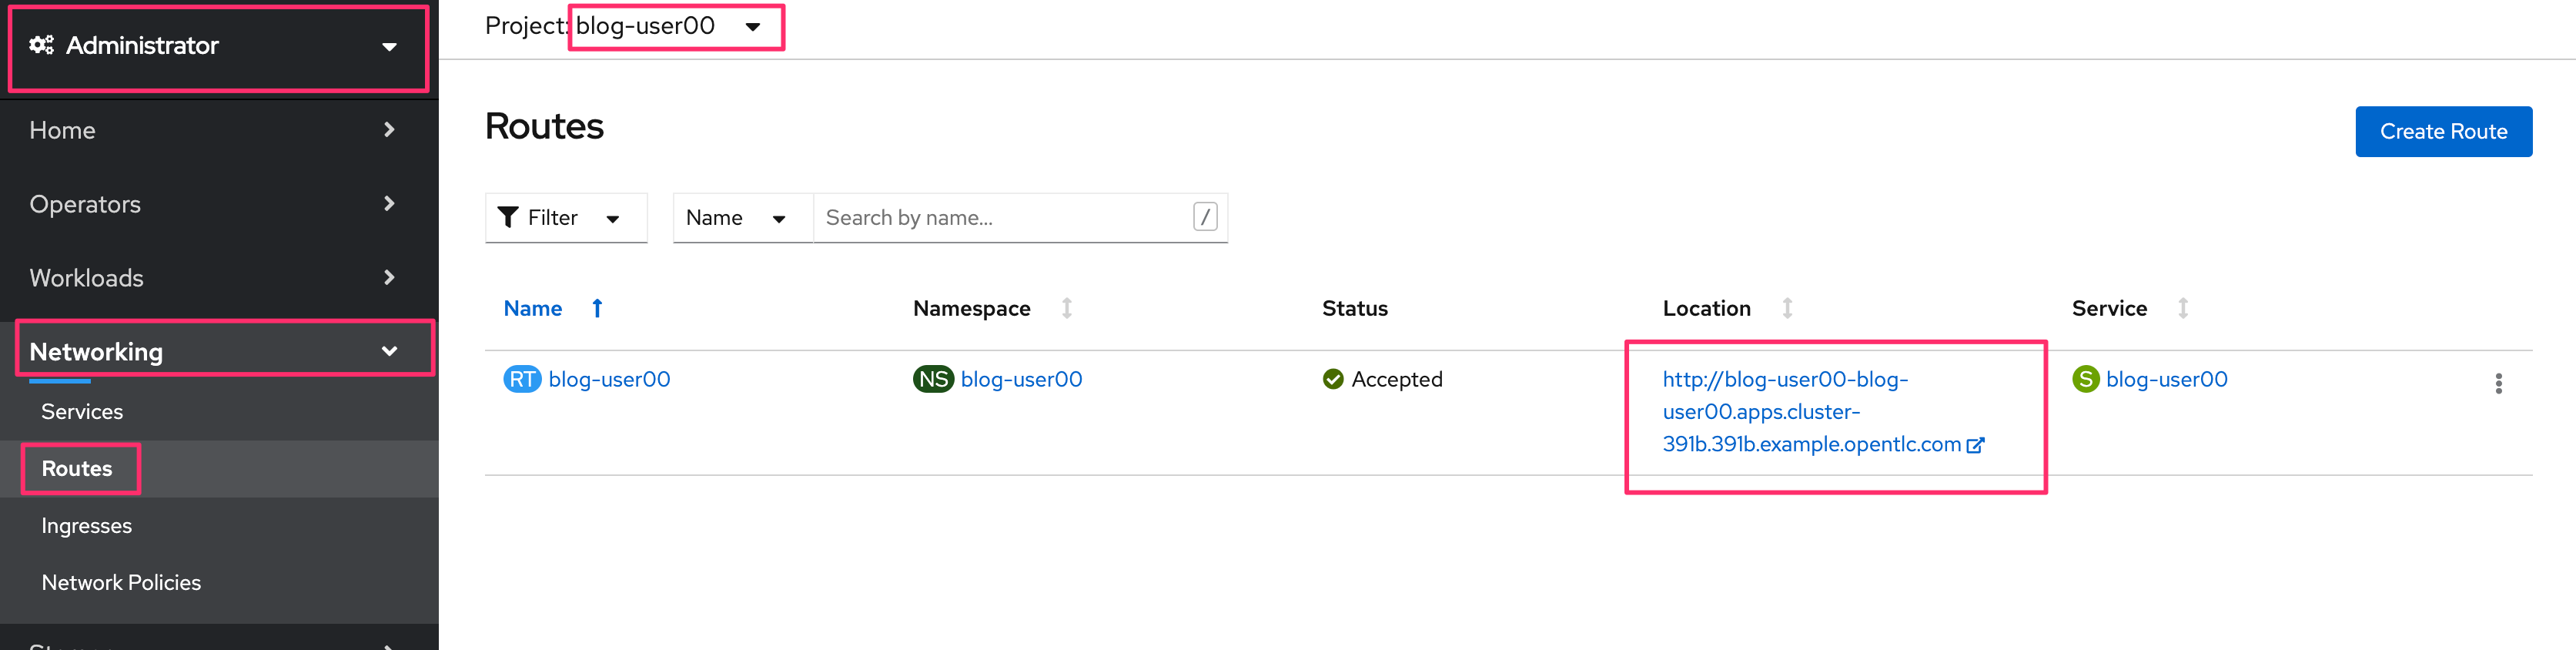 Administrator
Home
Operators
Workloads
Networking
Services
Routes
Ingresses
Network Policies
Project: blog-user00
Routes
Create Route
Filter
Name
Search by name...
/
Name
Namespace
Status
Location
Service
RT blog-user00
NS blog-user00
Accepted
http://blog-user00-blog-
user00.apps.cluster-
391b.391b.example.opentlc.com
S blog-user00